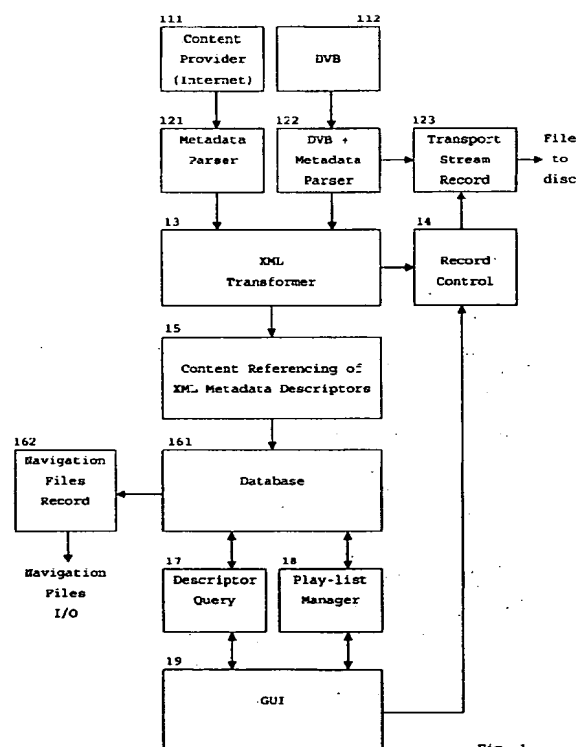 111
112
Content
Provider
(Internet)
DVB
121
122
123
Metadata
Parser
DVB +
Metadata
Parser
Transport
Stream
Record
File
to
disc
13
14
XML
Transformer
Record
Control
15
Content Referencing of
XML Metadata Descriptors
162
161
Navigation
Files
Record
Database
Navigation
Files
I/O
17
18
Descriptor
Query
Play-list
Manager
19
GUI